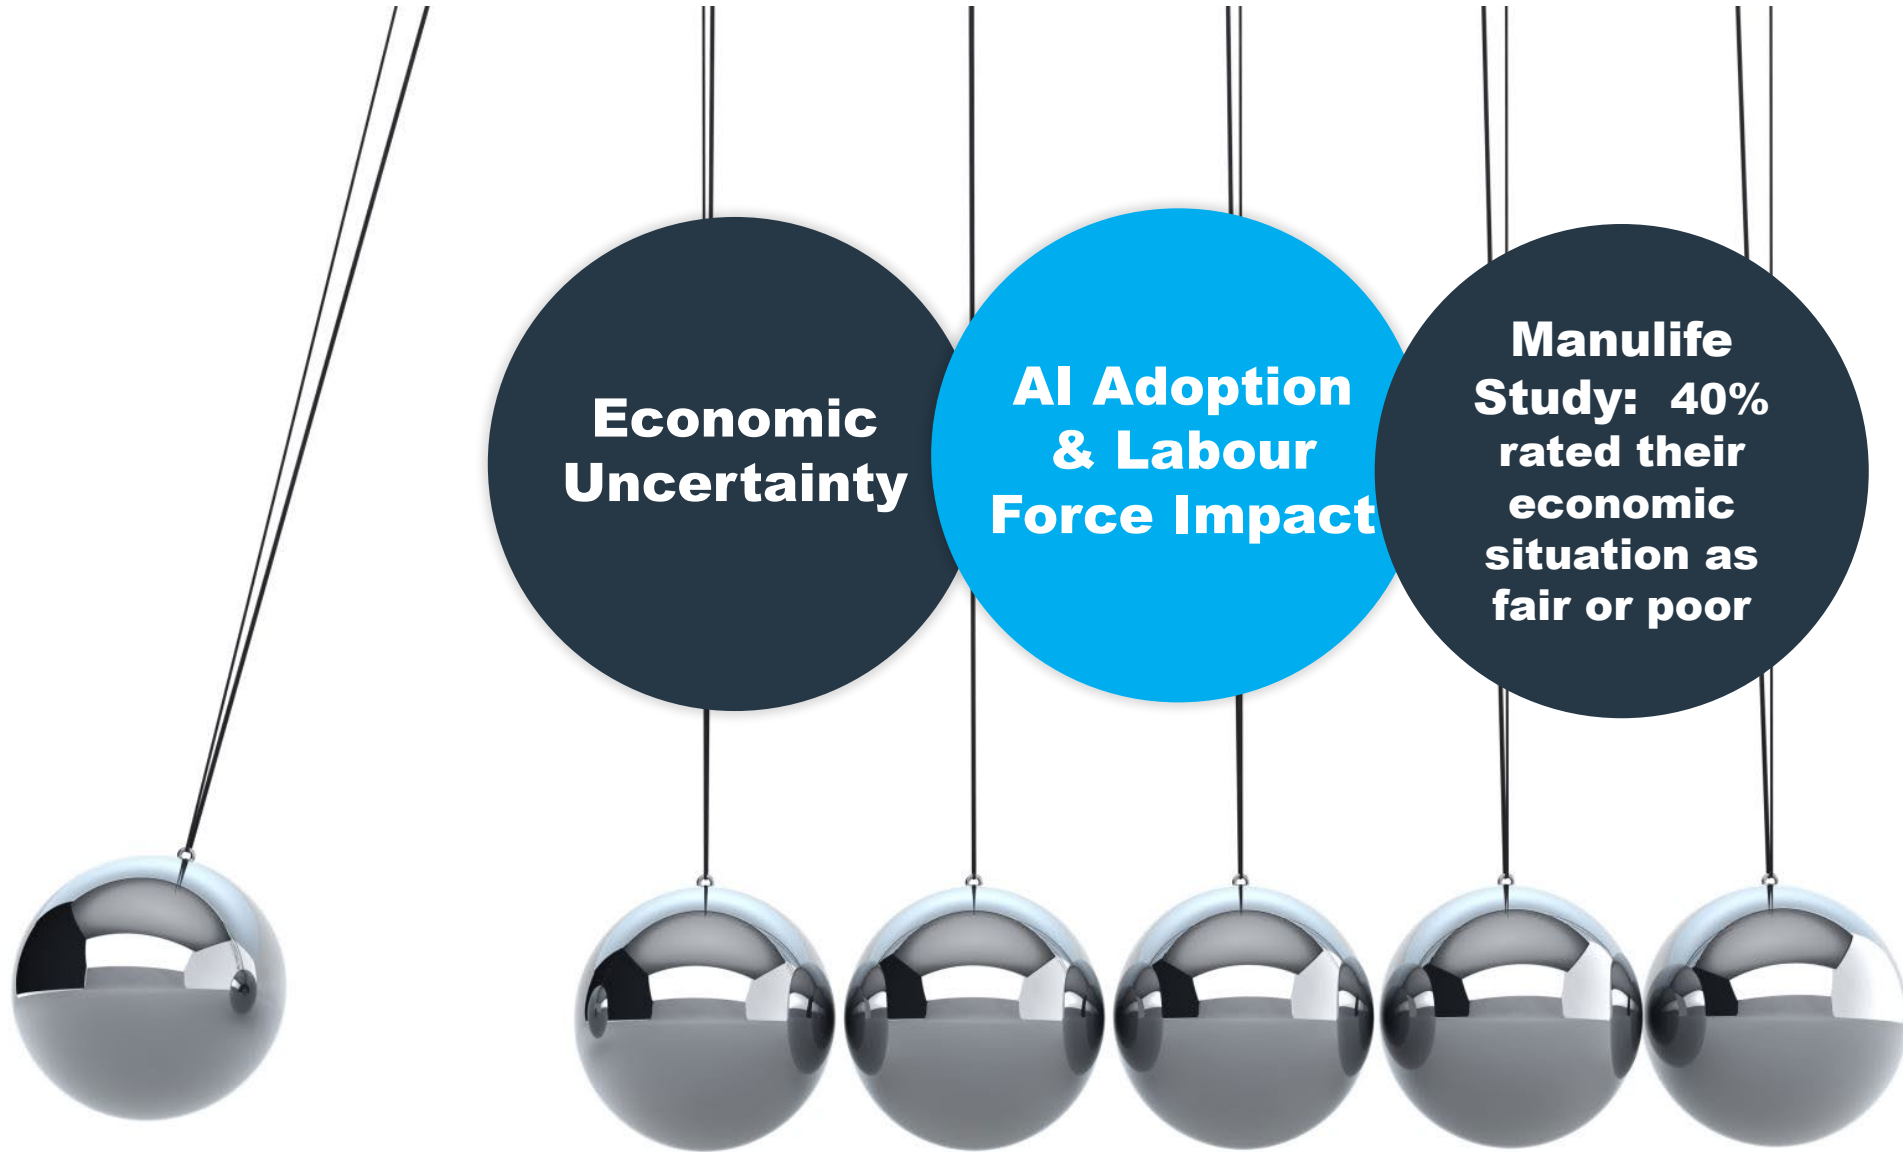 Economic
Uncertainty
AI Adoption
& Labour
Force Impact
Manulife
Study: 40%
rated their
economic
situation as
fair or poor